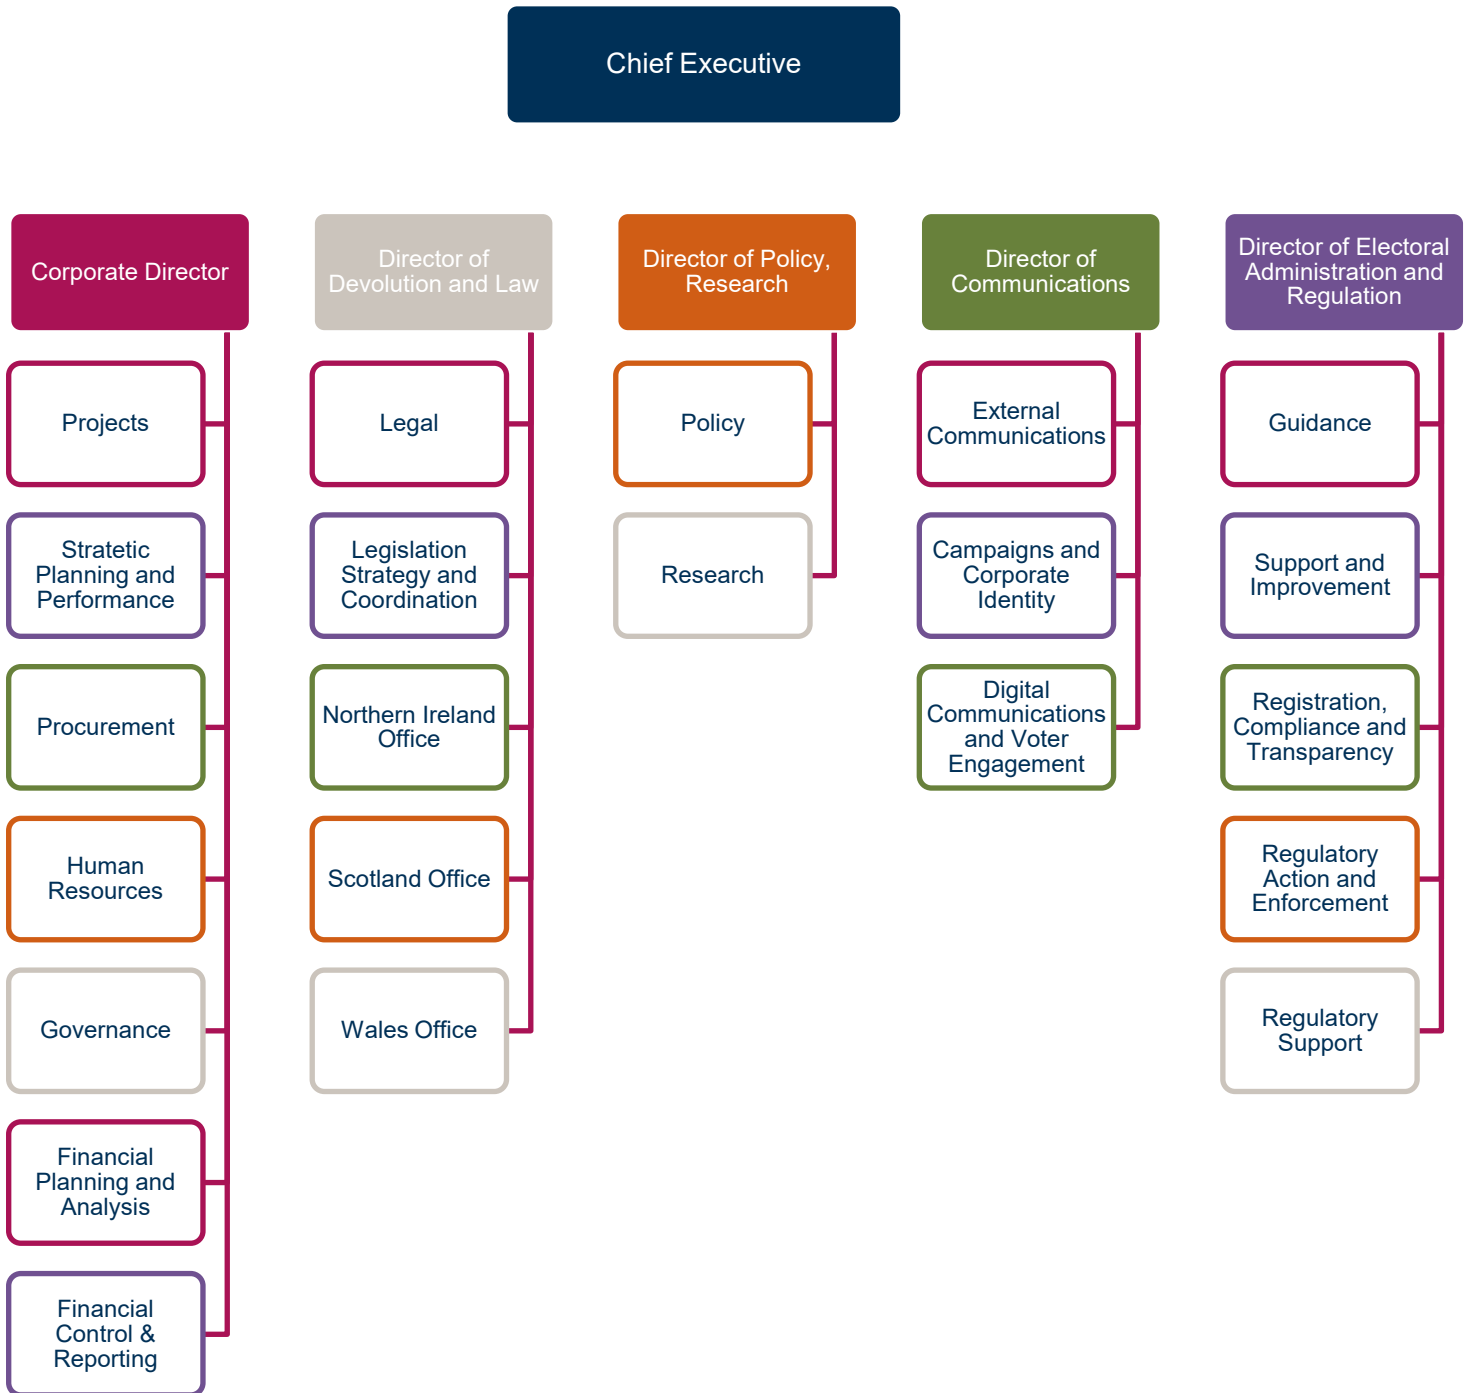 Chief Executive
Corporate Director
Projects
Stratetic
Planning and
Performance
Procurement
Human
Resources
Governance
Financial
Planning and
Analysis
Financial
Control &
Reporting
Director of
Devolution and Law
Legal
Legislation
Strategy and
Coordination
Northern Ireland
Office
Scotland Office
Wales Office
Director of Policy,
Research
Policy
Research
Director of
Communications
External
Communications
Campaigns and
Corporate
Identity
Digital
Communications
and Voter
Engagement
Director of Electoral
Administration and
Regulation
Guidance
Support and
Improvement
Registration,
Compliance and
Transparency
Regulatory
Action and
Enforcement
Regulatory
Support